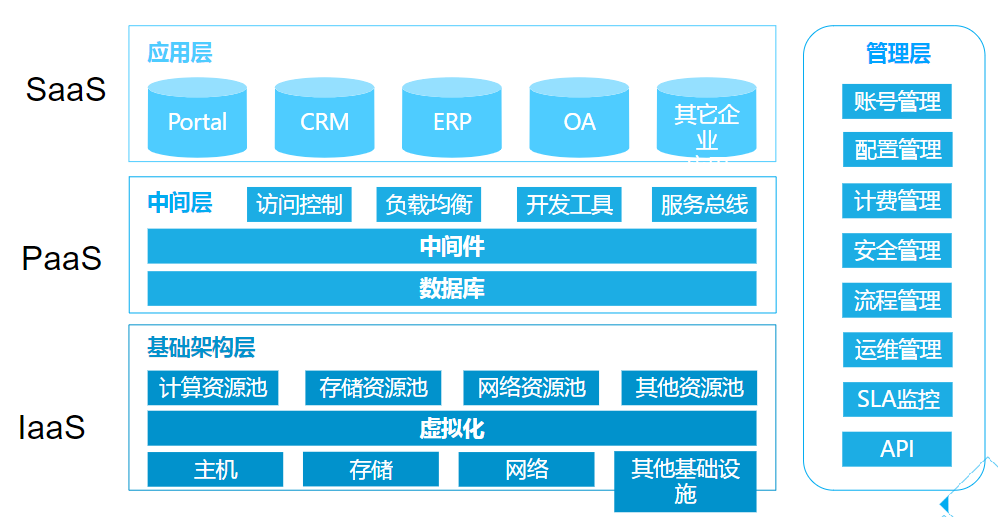 SaaS
应用层
Portal
CRM
ERP
OA
其它企
业
PaaS
中间层
访问控制
负载均衡
开发工具
服务总线
中间件
数据库
IaaS
基础架构层
计算资源池
存储资源池
网络资源池
其他资源池
虚拟化
主机
存储
网络
其他基础设
施
管理层
账号管理
配置管理
计费管理
安全管理
流程管理
运维管理
SLA监控
API